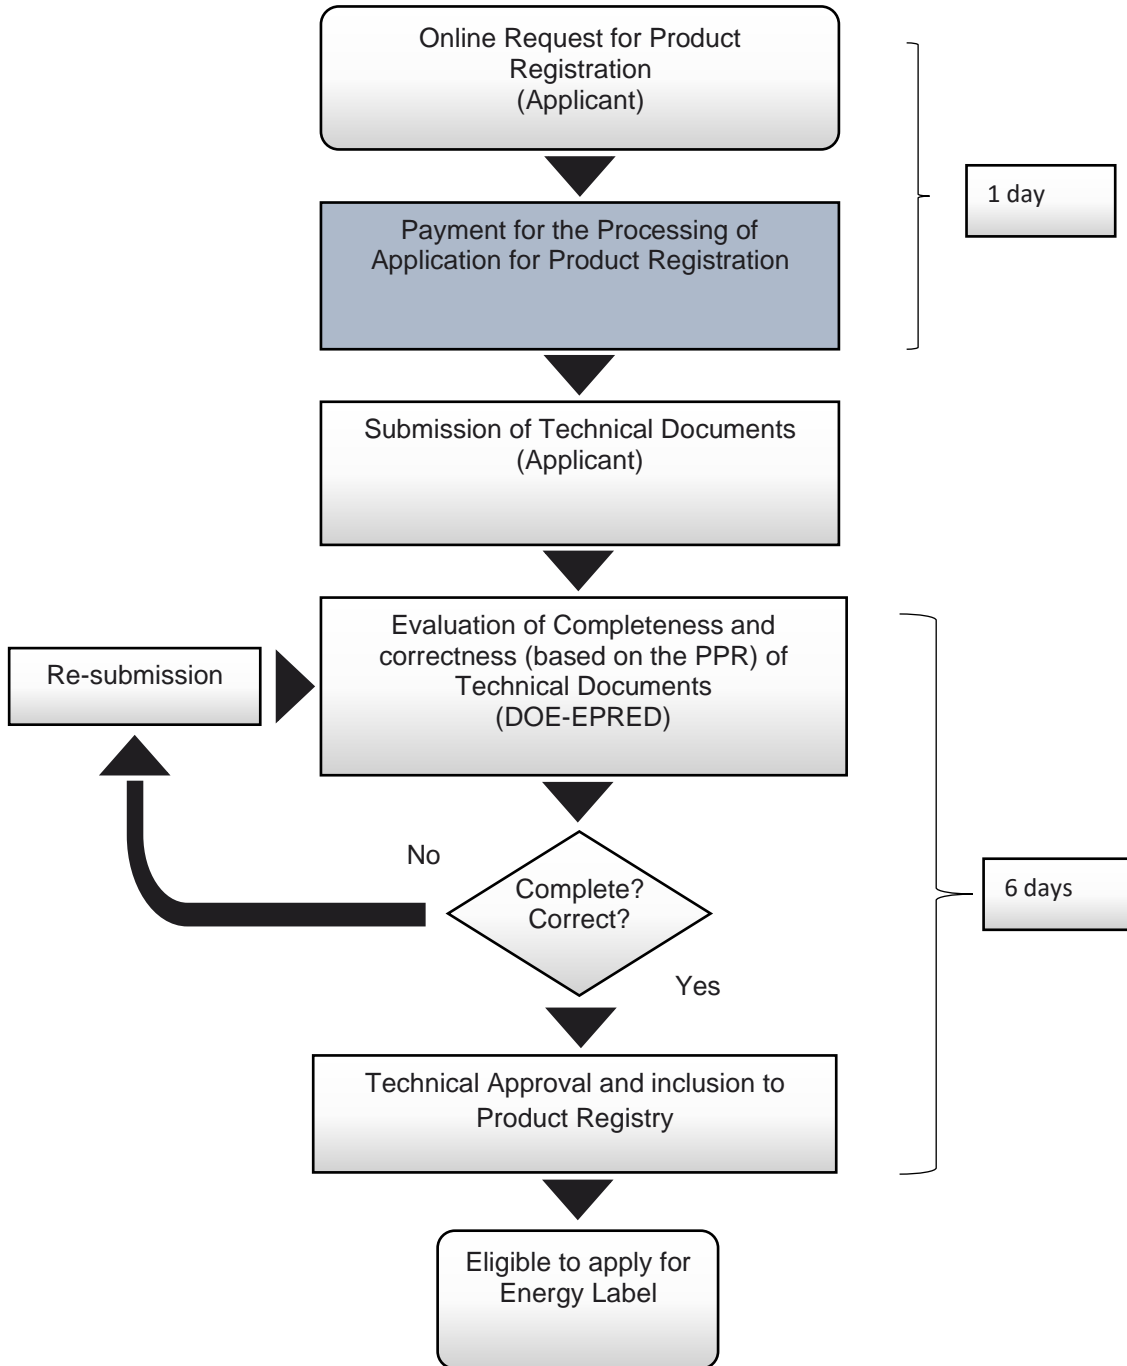 Online Request for Product
Registration
(Applicant)
1 day
Payment for the Processing of
Application for Product Registration
Submission of Technical Documents
(Applicant)
Evaluation of Completeness and
correctness (based on the PPR) of
Technical Documents
(DOE-EPRED)
Re-submission
No
Complete?
Correct?
6 days
Yes
Technical Approval and inclusion to
Product Registry
Eligible to apply for
Energy Label